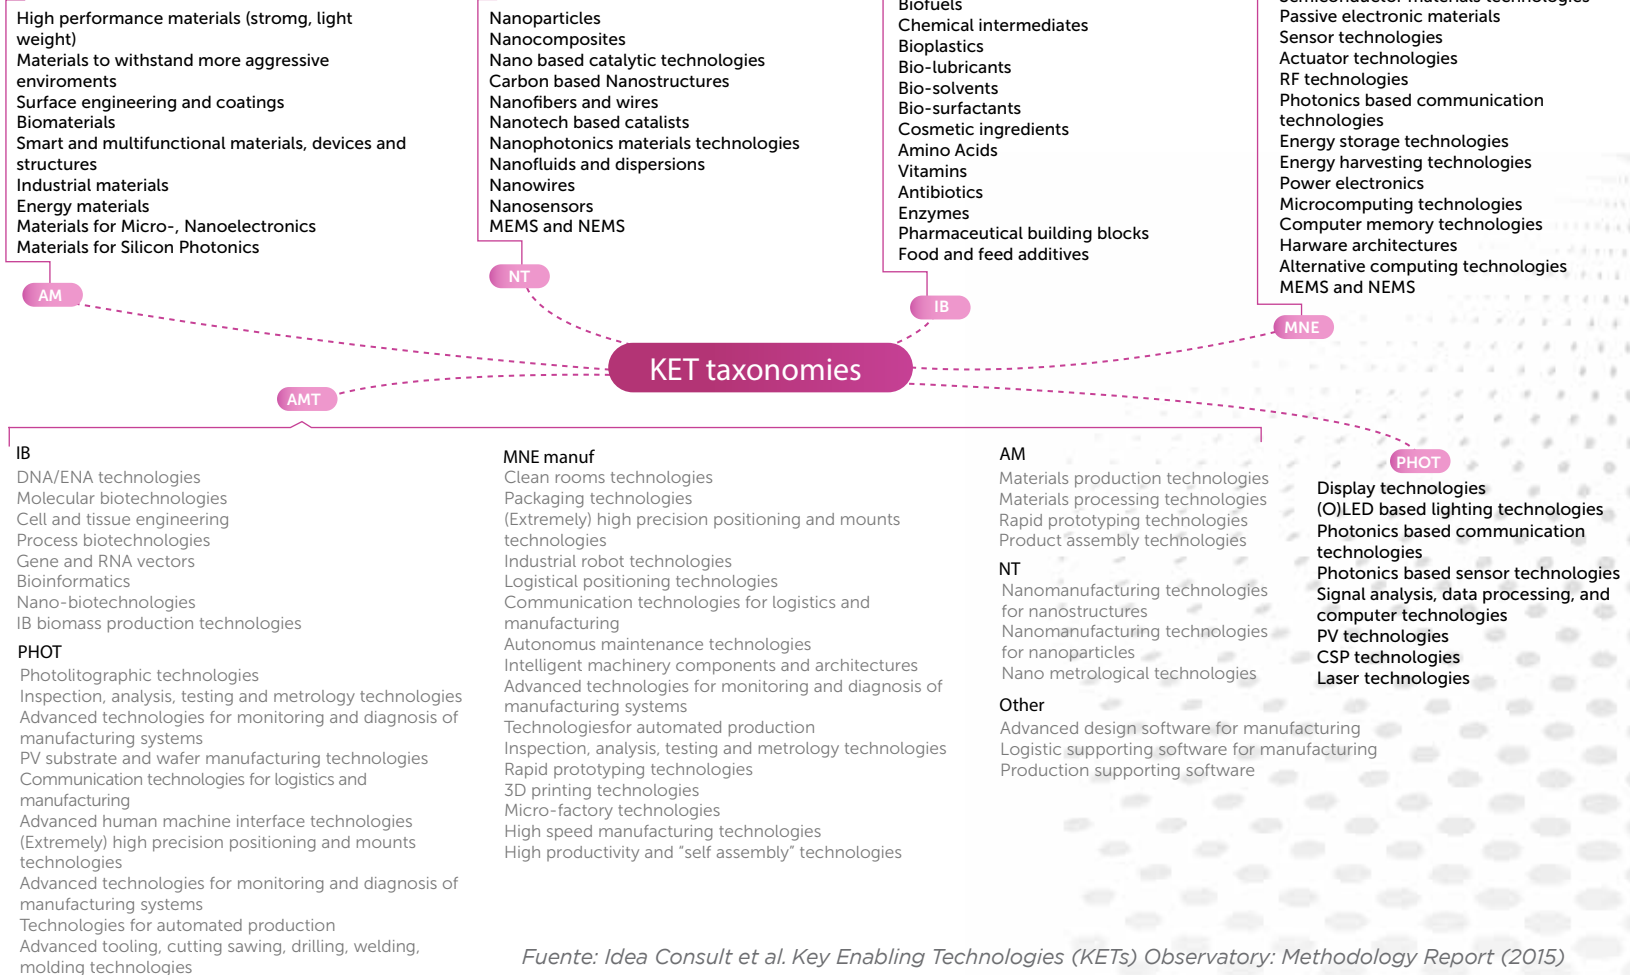 High performance materials (stromg, light
weight)
Materials to withstand more aggressive
enviroments
Surface engineering and coatings
Biomaterials
Smart and multifunctional materials, devices and
structures
Industrial materials
Energy materials
Materials for Micro-, Nanoelectronics
Materials for Silicon Photonics
AM
Nanoparticles
Nanocomposites
Nano based catalytic technologies
Carbon based Nanostructures
Nanofibers and wires
Nanotech based catalists
Nanophotonics materials technologies
Nanofluids and dispersions
Nanowires
Nanosensors
MEMS and NEMS
NT
Biofuels
Chemical intermediates
Bioplastics
Bio-lubricants
Bio-solvents
Bio-surfactants
Cosmetic ingredients
Amino Acids
Vitamins
Antibiotics
Enzymes
Pharmaceutical building blocks
Food and feed additives
IB
Semiconductor materials technologies
Passive electronic materials
Sensor technologies
Actuator technologies
RF technologies
Photonics based communication
technologies
Energy storage technologies
Energy harvesting technologies
Power electronics
Microcomputing technologies
Computer memory technologies
Harware architectures
Alternative computing technologies
MEMS and NEMS
MNE
KET taxonomies
AMT
IB
DNA/ENA technologies
Molecular biotechnologies
Cell and tissue engineering
Process biotechnologies
Gene and RNA vectors
Bioinformatics
Nano-biotechnologies
IB biomass production technologies
PHOT
Photolitographic technologies
Inspection, analysis, testing and metrology technologies
Advanced technologies for monitoring and diagnosis of
manufacturing systems
PV substrate and wafer manufacturing technologies
Communication technologies for logistics and
manufacturing
Advanced human machine interface technologies
(Extremely) high precision positioning and mounts
technologies
Advanced technologies for monitoring and diagnosis of
manufacturing systems
Technologies for automated production
Advanced tooling, cutting sawing, drilling, welding,
molding technologies
MNE manuf
Clean rooms technologies
Packaging technologies
(Extremely) high precision positioning and mounts
technologies
Industrial robot technologies
Logistical positioning technologies
Communication technologies for logistics and
manufacturing
Autonomus maintenance technologies
Intelligent machinery components and architectures
Advanced technologies for monitoring and diagnosis of
manufacturing systems
Technologiesfor automated production
Inspection, analysis, testing and metrology technologies
Rapid prototyping technologies
3D printing technologies
Micro-factory technologies
High speed manufacturing technologies
High productivity and “self assembly” technologies
AM
Materials production technologies
Materials processing technologies
Rapid prototyping technologies
Product assembly technologies
NT
Nanomanufacturing technologies
for nanostructures
Nanomanufacturing technologies
for nanoparticles
Nano metrological technologies
Other
Advanced design software for manufacturing
Logistic supporting software for manufacturing
Production supporting software
PHOT
Display technologies
(O)LED based lighting technologies
Photonics based communication
technologies
Photonics based sensor technologies
Signal analysis, data processing, and
computer technologies
PV technologies
CSP technologies
Laser technologies
Fuente: Idea Consult et al. Key Enabling Technologies (KETs) Observatory: Methodology Report (2015)